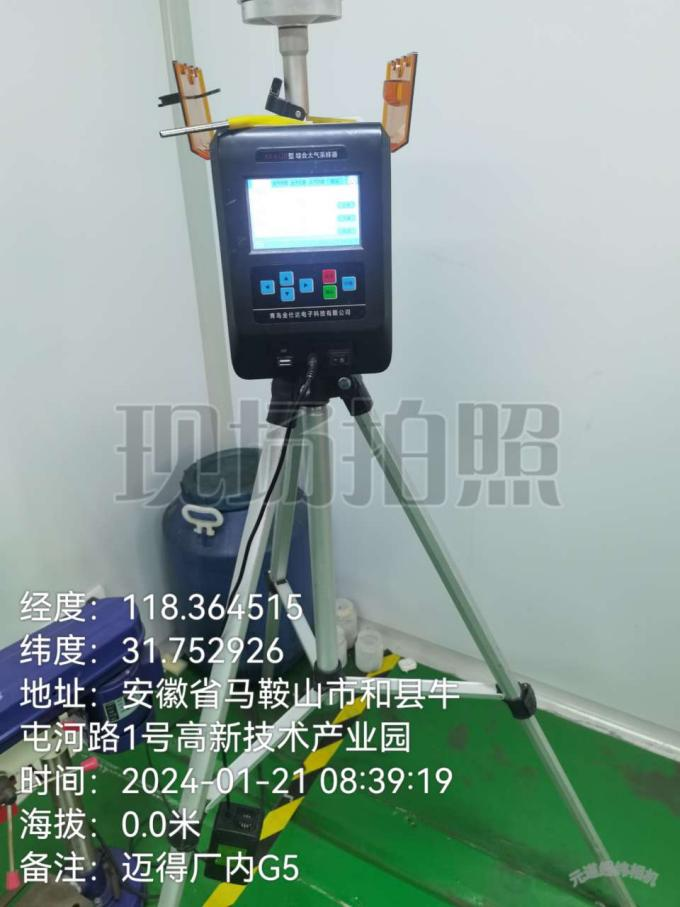 型 综合大气采样器
青岛金仕达电子科技有限公司
现场拍照
经度：118.364515
纬度：31.752926
地址：安徽省马鞍山市和县牛
屯河路1号高新技术产业园
时间：2024-01-21 08:39:19
海拔：0.0米
备注：迈得厂内G5
元道经纬相机